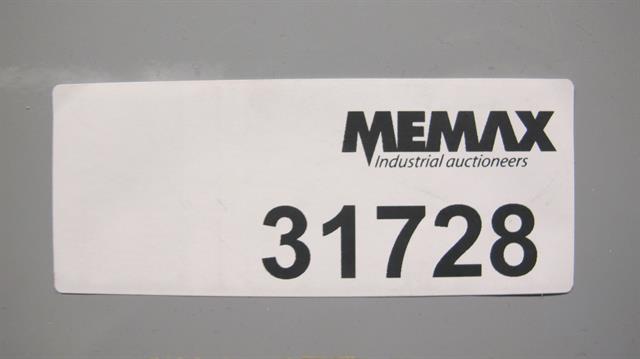 MEMAX
Industrial auctioneers
31728